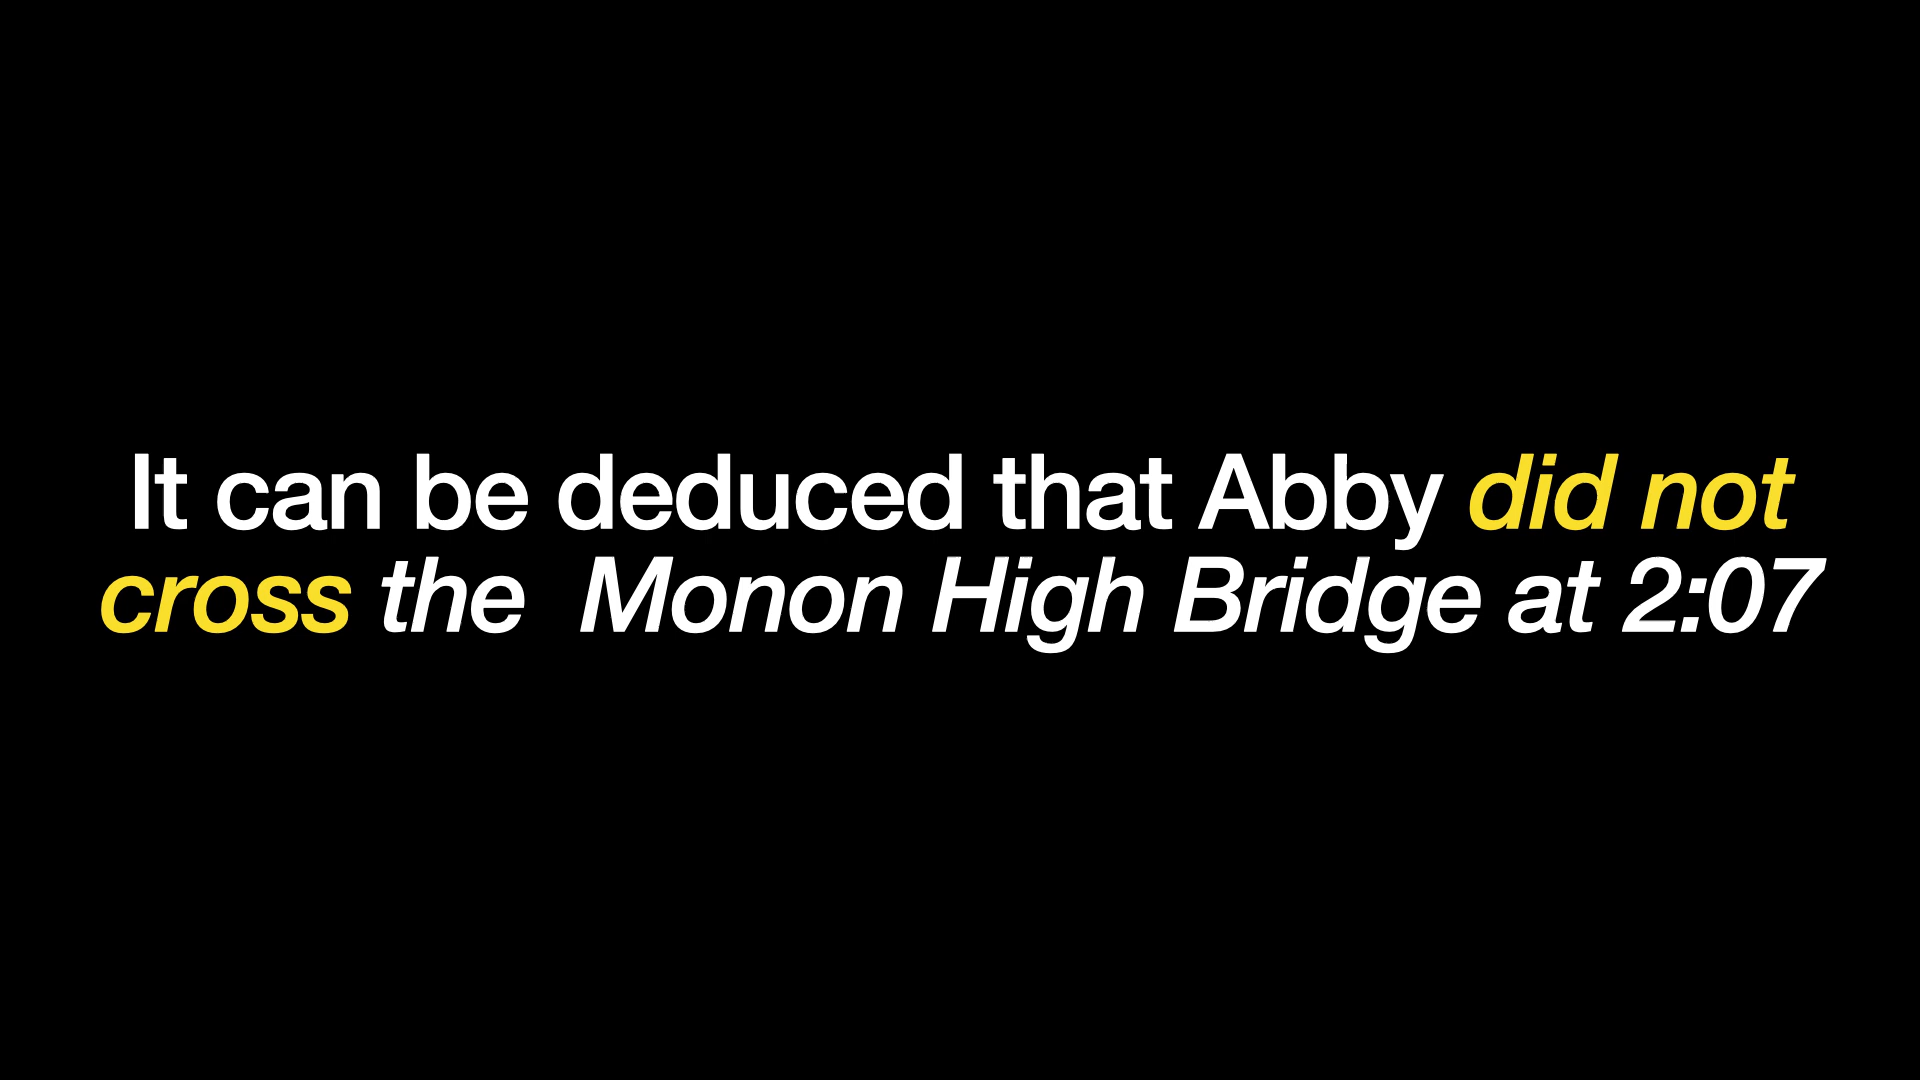 It can be deduced that Abby did not
cross the  Monon High Bridge at 2:07